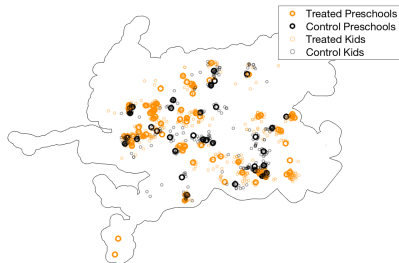 Treated Preschools
Control Preschools
Treated Kids
Control Kids